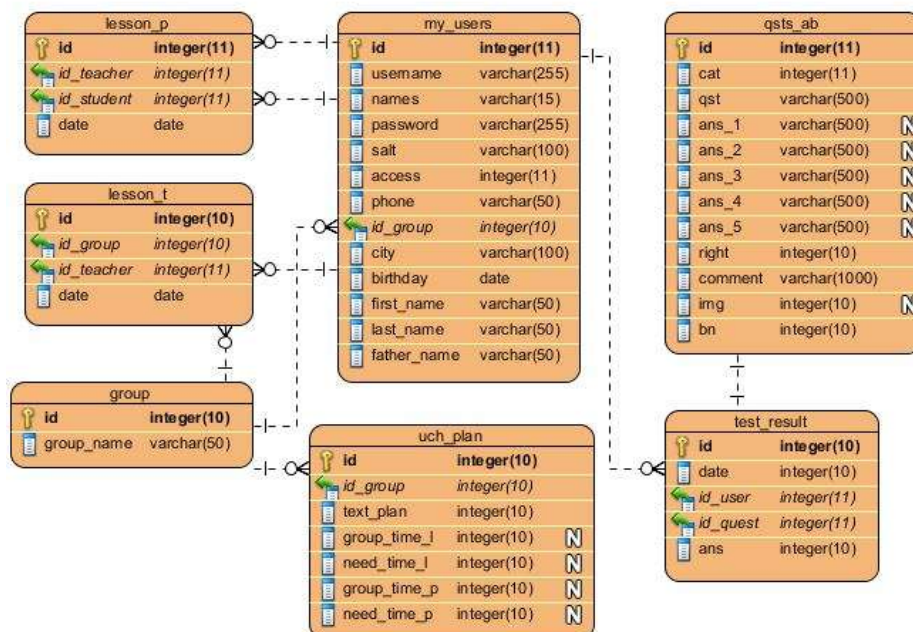 lesson_p
id integer(11)
id_teacher integer(11)
id_student integer(11)
date date
my_users
id integer(11)
username varchar(255)
names varchar(15)
password varchar(255)
salt varchar(100)
access integer(11)
phone varchar(50)
id_group integer(10)
city varchar(100)
birthday date
first_name varchar(50)
last_name varchar(50)
father_name varchar(50)
qsts_ab
id integer(11)
cat integer(11)
qst varchar(500)
ans_1 varchar(500) N
ans_2 varchar(500) N
ans_3 varchar(500) N
ans_4 varchar(500) N
ans_5 varchar(500) N
right integer(10)
comment varchar(1000)
img integer(10) N
bn integer(10)
lesson_t
id integer(10)
id_group integer(10)
id_teacher integer(11)
date date
group
id integer(10)
group_name varchar(50)
uch_plan
id integer(10)
id_group integer(10)
text_plan integer(10)
group_time_l integer(10) N
need_time_l integer(10) N
group_time_p integer(10) N
need_time_p integer(10) N
test_result
id integer(10)
date integer(10)
id_user integer(11)
id_quest integer(11)
ans integer(10)